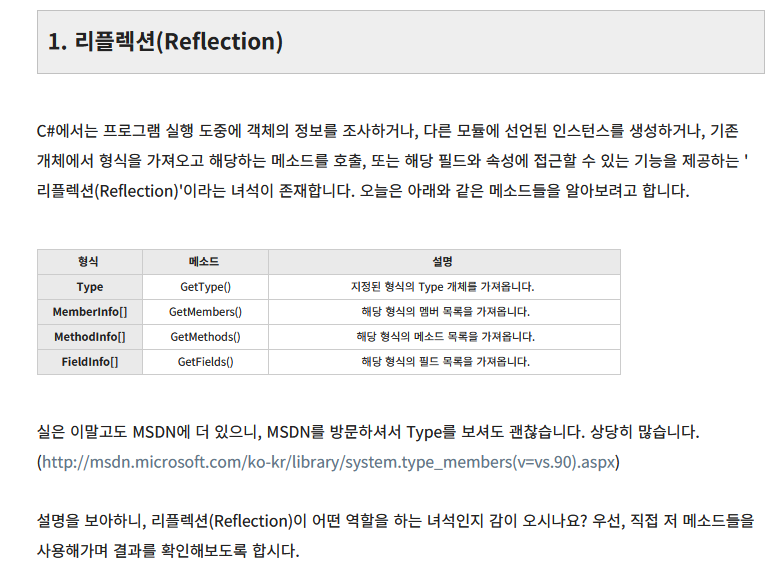 1. 리플렉션(Reflection)
C#에서는 프로그램 실행 도중에 객체의 정보를 조사하거나, 다른 모듈에 선언된 인스턴스를 생성하거나, 기존
개체에서 형식을 가져오고 해당하는 메소드를 호출, 또는 해당 필드와 속성에 접근할 수 있는 기능을 제공하는 '
리플렉션(Reflection)'이라는 녀석이 존재합니다. 오늘은 아래와 같은 메소드들을 알아보려고 합니다.
형식 메소드 설명
Type GetType() 지정된 형식의 Type 개체를 가져옵니다.
MemberInfo[] GetMembers() 해당 형식의 멤버 목록을 가져옵니다.
MethodInfo[] GetMethods() 해당 형식의 메소드 목록을 가져옵니다.
FieldInfo[] GetFields() 해당 형식의 필드 목록을 가져옵니다.
실은 이말고도 MSDN에 더 있으니, MSDN를 방문하셔서 Type를 보셔도 괜찮습니다. 상당히 많습니다.
(http://msdn.microsoft.com/ko-kr/library/system.type_members(v=vs.90).aspx)
설명을 보아하니, 리플렉션(Reflection)이 어떤 역할을 하는 녀석인지 감이 오시나요? 우선, 직접 저 메소드들을
사용해가며 결과를 확인해보도록 합시다.